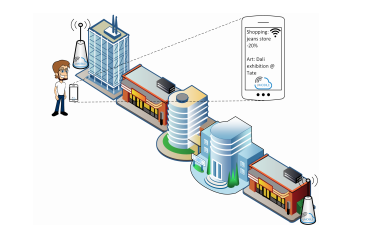 Shopping:
jeans store
-20%
Art: Dali
exhibition @
Tate